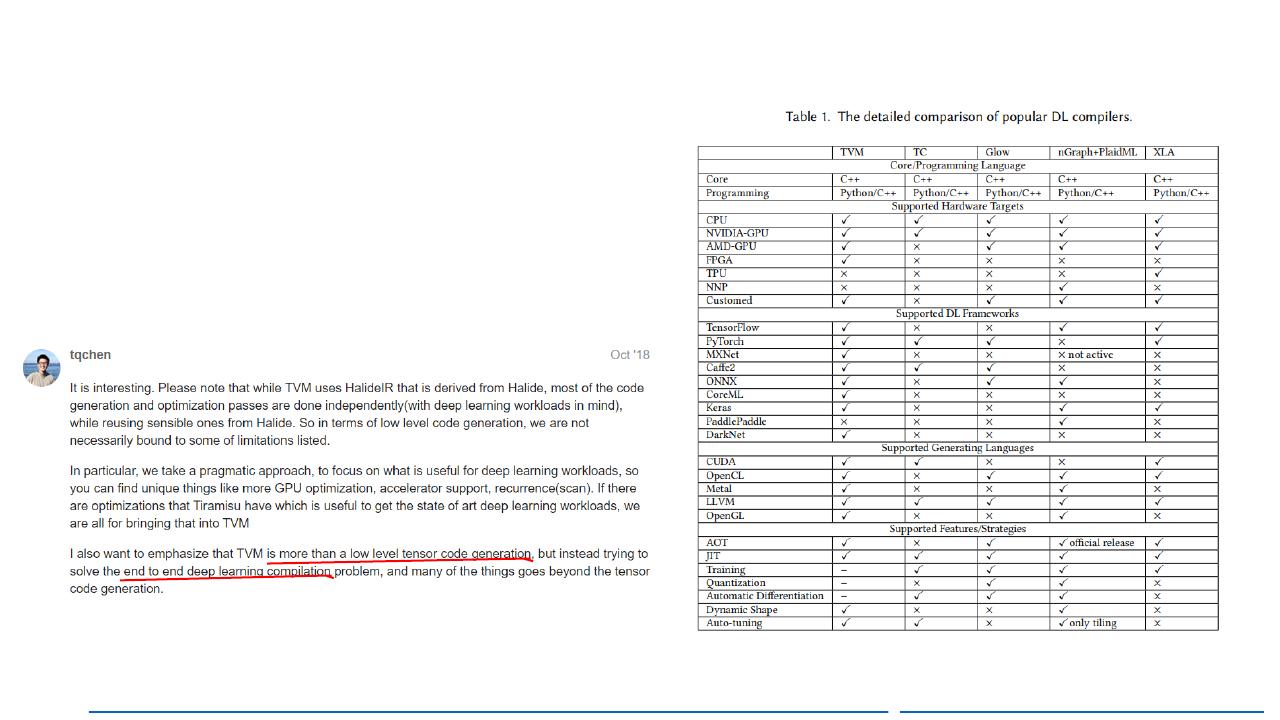 tqchen Oct '18
It is interesting. Please note that while TVM uses HalideIR that is derived from Halide, most of the code
generation and optimization passes are done independently(with deep learning workloads in mind),
while reusing sensible ones from Halide. So in terms of low level code generation, we are not
necessarily bound to some of limitations listed.
In particular, we take a pragmatic approach, to focus on what is useful for deep learning workloads, so
you can find unique things like more GPU optimization, accelerator support, recurrence(scan). If there
are optimizations that Tiramisu have which is useful to get the state of art deep learning workloads, we
are all for bringing that into TVM
I also want to emphasize that TVM is more than a low level tensor code generation, but instead trying to
solve the end to end deep learning compilation problem, and many of the things goes beyond the tensor
code generation.
Table 1. The detailed comparison of popular DL compilers.
TVM TC Glow nGraph+PlaidML XLA
Core/Programming Language
Core C++ C++ C++ C++ C++
Programming Python/C++ Python/C++ Python/C++ Python/C++ Python/C++
Supported Hardware Targets
CPU ✓ ✓ ✓ ✓ ✓
NVIDIA-GPU ✓ ✓ ✓ ✓ ✓
AMD-GPU ✓ × ✓ ✓ ✓
FPGA ✓ × × × ×
TPU × × × × ✓
NNP × × × ✓ ×
Customed ✓ × ✓ ✓ ✓
Supported DL Frameworks
TensorFlow ✓ × × ✓ ✓
PyTorch ✓ ✓ ✓ × ✓
MXNet ✓ × × × not active ×
Caffe2 ✓ ✓ ✓ × ×
ONNX ✓ × ✓ ✓ ×
CoreML ✓ × × × ×
Keras ✓ × × ✓ ✓
PaddlePaddle × × × ✓ ×
DarkNet ✓ × × × ×
Supported Generating Languages
CUDA ✓ ✓ × × ✓
OpenCL ✓ × ✓ ✓ ✓
Metal ✓ × × ✓ ×
LLVM ✓ ✓ ✓ ✓ ✓
OpenGL ✓ × × ✓ ×
Supported Features/Strategies
AOT ✓ × ✓ ✓ official release ✓
JIT ✓ ✓ ✓ ✓ ✓
Training – ✓ ✓ ✓ ✓
Quantization – × ✓ ✓ ×
Automatic Differentiation – ✓ ✓ ✓ ×
Dynamic Shape ✓ × × ✓ ×
Auto-tuning ✓ ✓ × ✓ only tiling ×